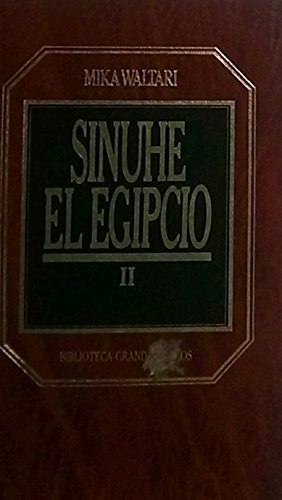 MIKA WALTARI
SINUHE
EL EGIPCIO
II
BIBLIOTECA